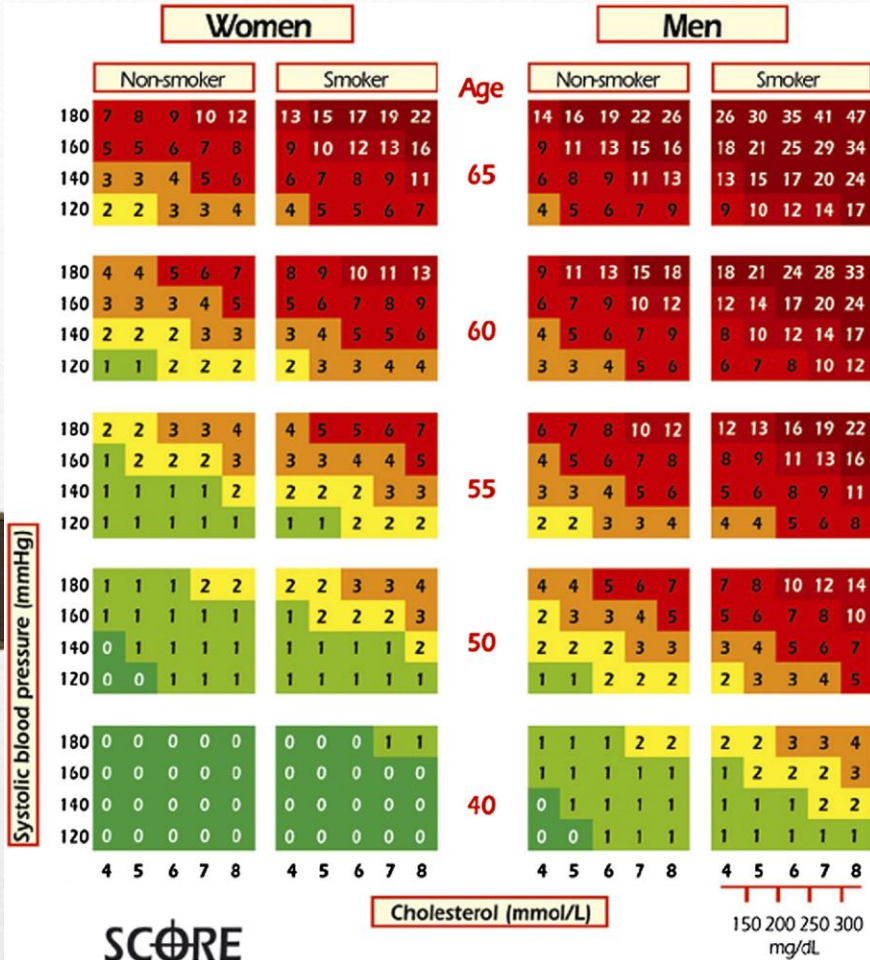 Women Men
Non-smoker Smoker Age Non-smoker Smoker
180 7 8 9 10 12 13 15 17 19 22 14 16 19 22 26 26 30 35 41 47
160 5 5 6 7 8 9 10 12 13 16 9 11 13 15 16 18 21 25 29 34
65
140 3 3 4 5 6 6 7 8 9 11 6 8 9 11 13 13 15 17 20 24
120 2 2 3 3 4 4 5 5 6 7 4 5 6 7 9 9 10 12 14 17
180 4 4 5 6 7 8 9 10 11 13 9 11 13 15 18 18 21 24 28 33
160 3 3 3 4 5 5 6 7 8 9 6 7 9 10 12 12 14 17 20 24
60
140 2 2 2 3 3 3 4 5 5 6 4 5 6 7 9 8 10 12 14 17
120 1 1 2 2 2 2 3 3 4 4 3 3 4 5 6 6 7 8 10 12
180 2 2 3 3 4 4 5 5 6 7 6 7 8 10 12 12 13 16 19 22
160 1 2 2 2 3 3 3 4 4 5 4 5 6 7 8 8 9 11 13 16
55
140 1 1 1 1 2 2 2 2 3 3 3 3 4 5 6 5 6 8 9 11
120 1 1 1 1 1 1 1 2 2 2 2 2 3 3 4 4 4 5 6 8
180 1 1 1 2 2 2 2 3 3 4 4 4 5 6 7 7 8 10 12 14
160 1 1 1 1 1 1 2 2 2 3 2 3 3 4 5 5 6 7 8 10
50
140 0 1 1 1 1 1 1 1 1 2 2 2 2 3 3 3 4 5 6 7
120 0 0 1 1 1 1 1 1 1 1 1 1 2 2 2 2 3 3 4 5
180 0 0 0 0 0 0 0 0 1 1 1 1 1 2 2 2 2 3 3 4
160 0 0 0 0 0 0 0 0 0 0 1 1 1 1 1 1 2 2 2 3
40
140 0 0 0 0 0 0 0 0 0 0 0 1 1 1 1 1 1 1 2 2
120 0 0 0 0 0 0 0 0 0 0 0 0 1 1 1 1 1 1 1 1
4 5 6 7 8 4 5 6 7 8 4 5 6 7 8 4 5 6 7 8
Systolic blood pressure (mmHg)
Cholesterol (mmol/L)
150 200 250 300
mg/dL
SCORE